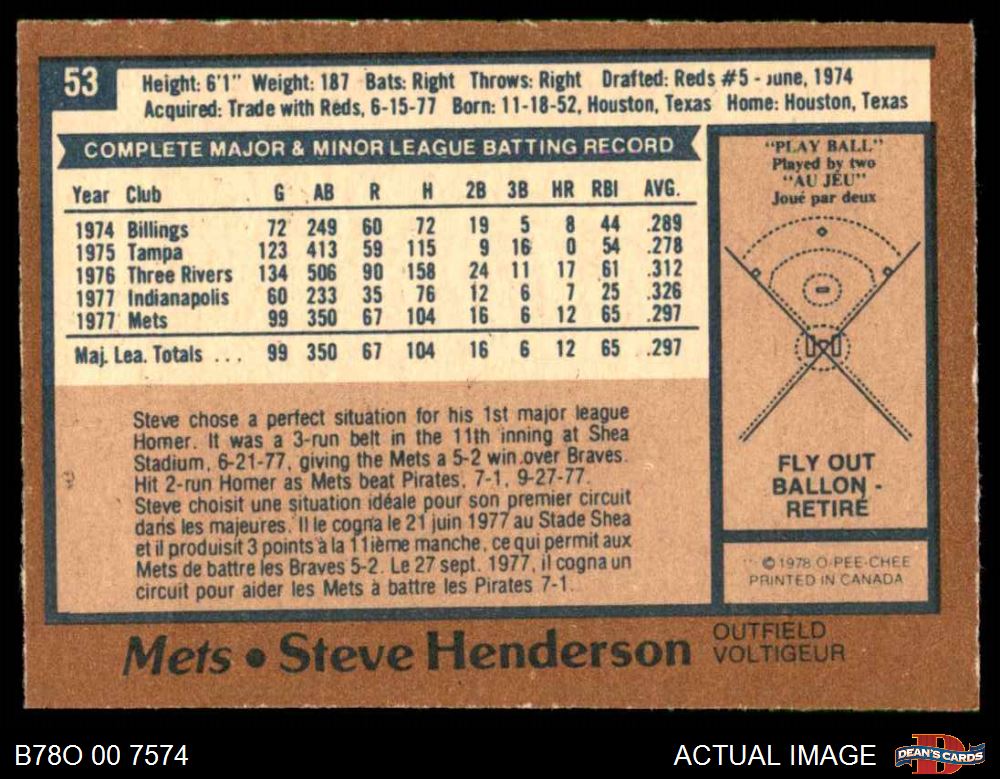 53
Height: 6'1" Weight: 187 Bats: Right Throws: Right Drafted: Reds #5 - June, 1974
Acquired: Trade with Reds, 6-15-77 Born: 11-18-52, Houston, Texas Home: Houston, Texas
COMPLETE MAJOR & MINOR LEAGUE BATTING RECORD
Year Club G AB R H 2B 3B HR RBI AVG.
1974 Billings 72 249 60 72 19 5 8 44 .289
1975 Tampa 123 413 59 115 9 16 0 54 .278
1976 Three Rivers 134 506 90 158 24 11 17 61 .312
1977 Indianapolis 60 233 35 76 12 6 7 25 .326
1977 Mets 99 350 67 104 16 6 12 65 .297
Maj. Lea. Totals ... 99 350 67 104 16 6 12 65 .297
Steve chose a perfect situation for his 1st major league
Homer. It was a 3-run belt in the 11th inning at Shea
Stadium, 6-21-77, giving the Mets a 5-2 win over Braves.
Hit 2-run Homer as Mets beat Pirates, 7-1, 9-27-77.
Steve choisit une situation idéale pour son premier circuit
dans les majeures. Il le cogna le 21 juin 1977 au Stade Shea
et il produisit 3 points à la 11ième manche, ce qui permit aux
Mets de battre les Braves 5-2. Le 27 sept. 1977, il cogna un
circuit pour aider les Mets à battre les Pirates 7-1.
"PLAY BALL"
Played by two
"AU JEU"
Joué par deux
FLY OUT
BALLON -
RETIRÉ
© 1978 O-PEE-CHEE
PRINTED IN CANADA
Mets • Steve Henderson
OUTFIELD
VOLTIGEUR
B78O 00 7574
ACTUAL IMAGE
DEAN'S CARDS